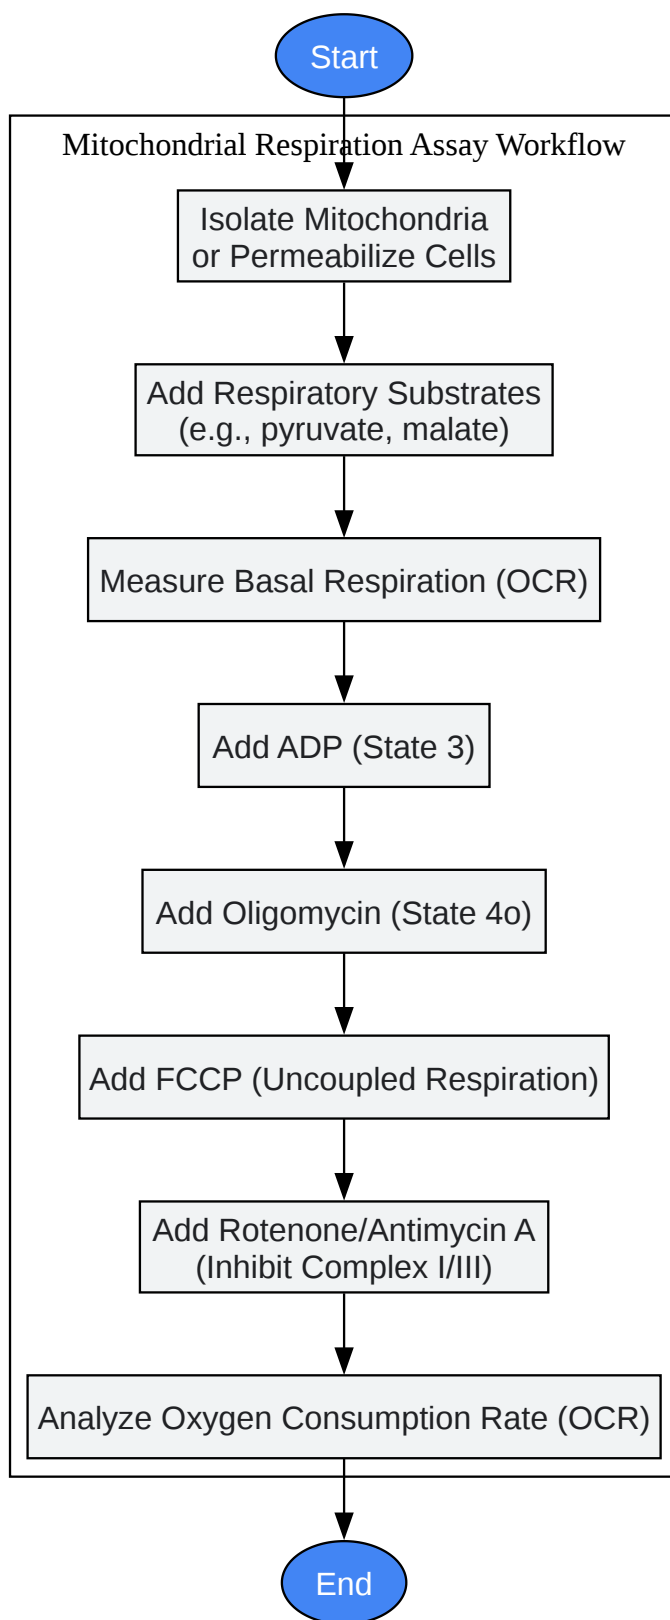 Start
Mitochondrial Respiration Assay Workflow
Isolate Mitochondria
or Permeabilize Cells
Add Respiratory Substrates
(e.g., pyruvate, malate)
Measure Basal Respiration (OCR)
Add ADP (State 3)
Add Oligomycin (State 4o)
Add FCCP (Uncoupled Respiration)
Add Rotenone/Antimycin A
(Inhibit Complex I/III)
Analyze Oxygen Consumption Rate (OCR)
End